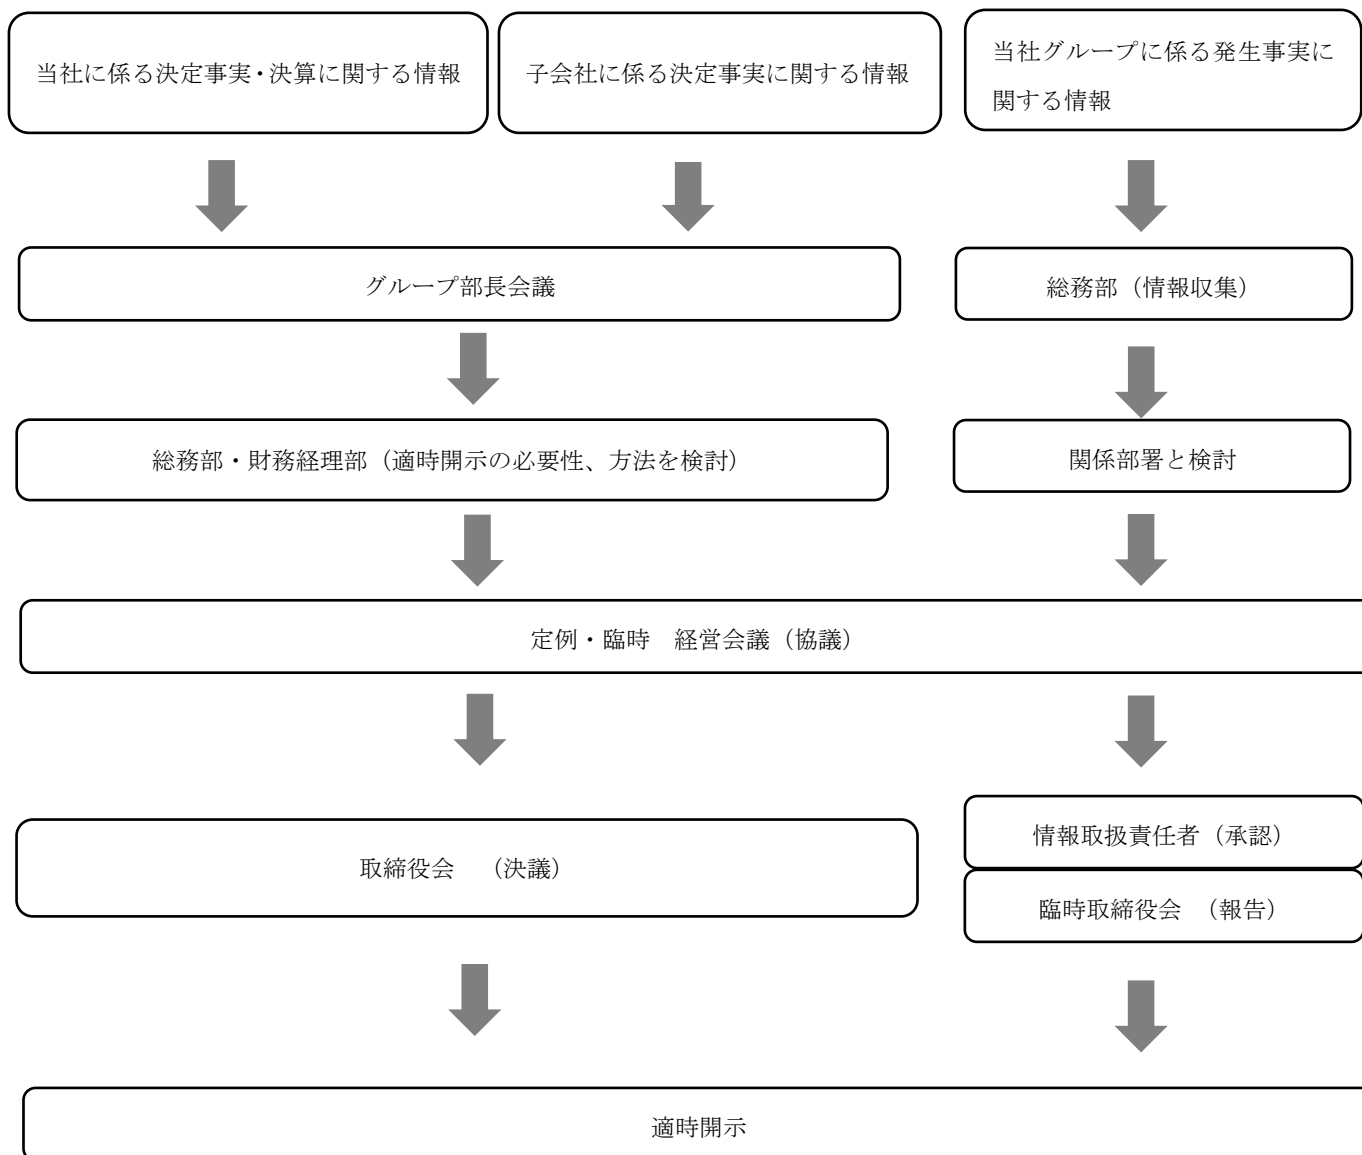 当社に係る決定事実・決算に関する情報
子会社に係る決定事実に関する情報
当社グループに係る発生事実に
関する情報
グループ部長会議
総務部（情報収集）
総務部・財務経理部（適時開示の必要性、方法を検討）
関係部署と検討
定例・臨時　経営会議（協議）
取締役会　（決議）
情報取扱責任者（承認）
臨時取締役会　（報告）
適時開示